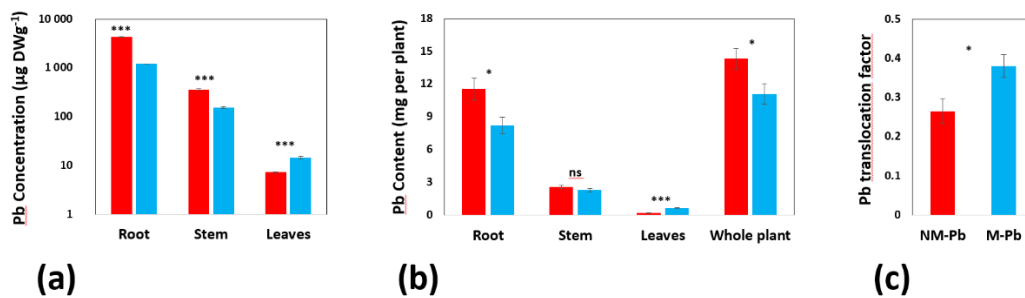 Pb Concentration (µg DWg-1)
10 000
1 000
100
10
1
***
***
***
Root Stem Leaves
(a)
Pb Content (mg per plant)
18
15
12
9
6
3
0
*
ns
***
*
Root Stem Leaves Whole plant
(b)
Pb translocation factor
0.5
0.4
0.3
0.2
0.1
0
*
NM-Pb M-Pb
(c)